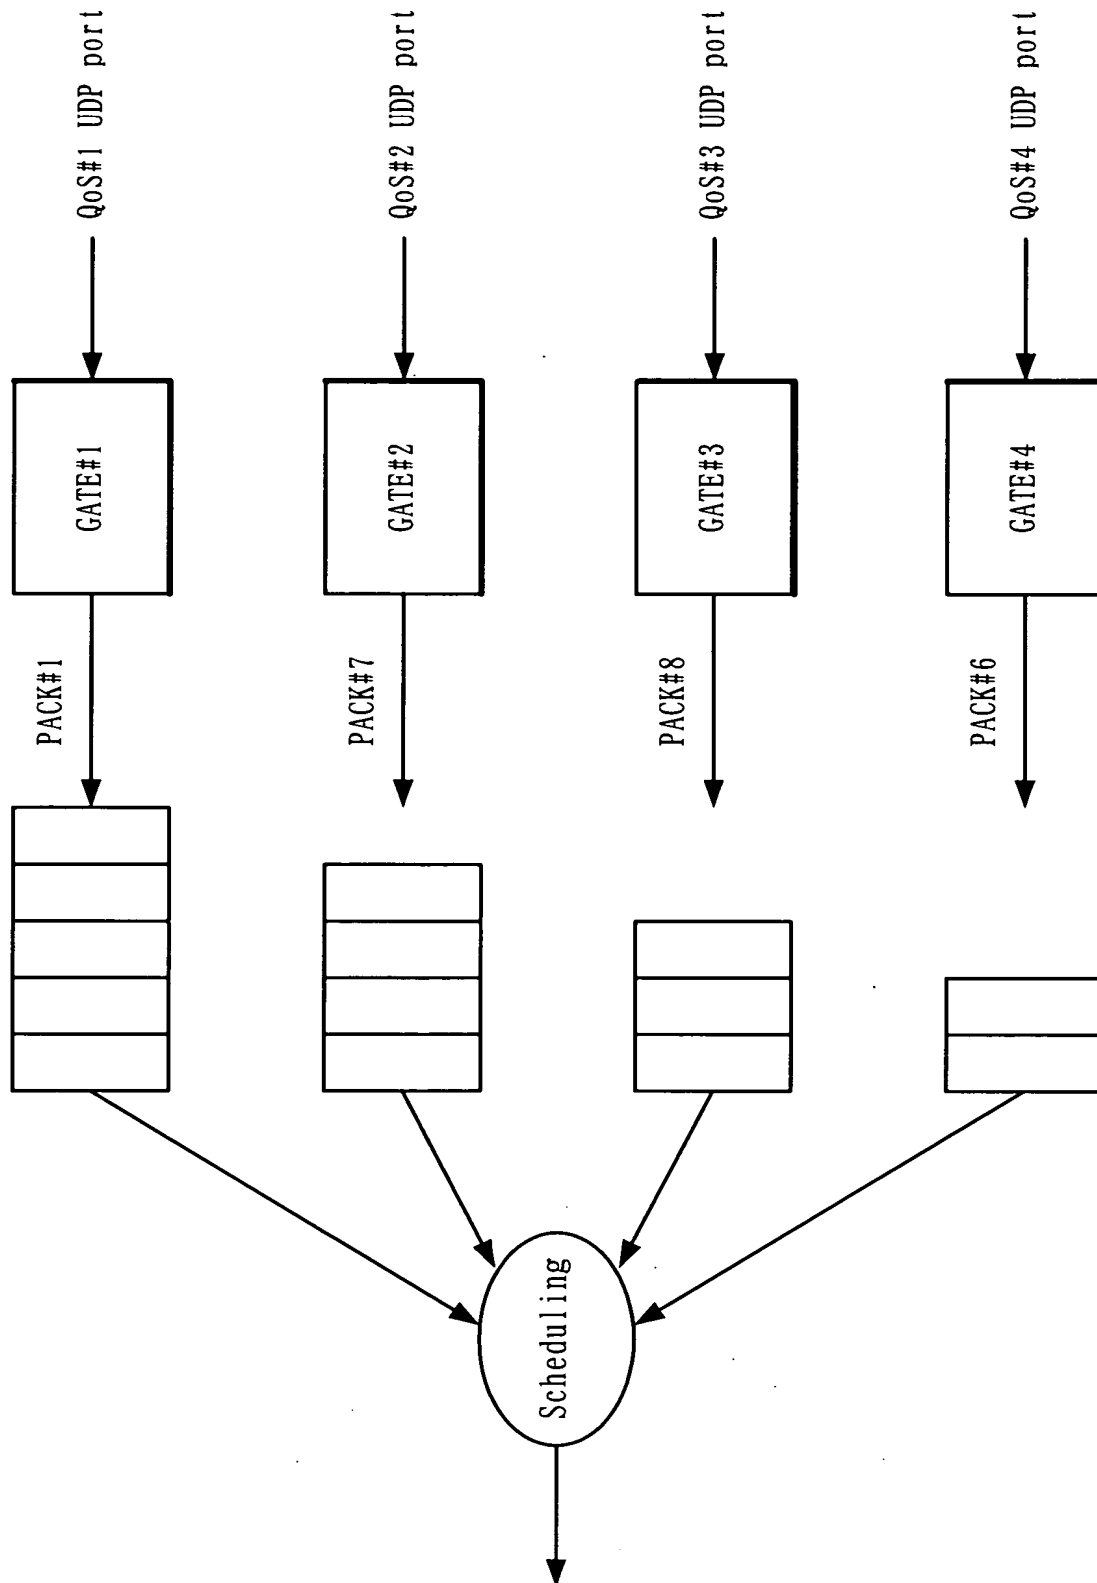 QoS#1 UDP port
QoS#2 UDP port
QoS#3 UDP port
QoS#4 UDP port
GATE#1
GATE#2
GATE#3
GATE#4
PACK#1
PACK#7
PACK#8
PACK#6
Scheduling